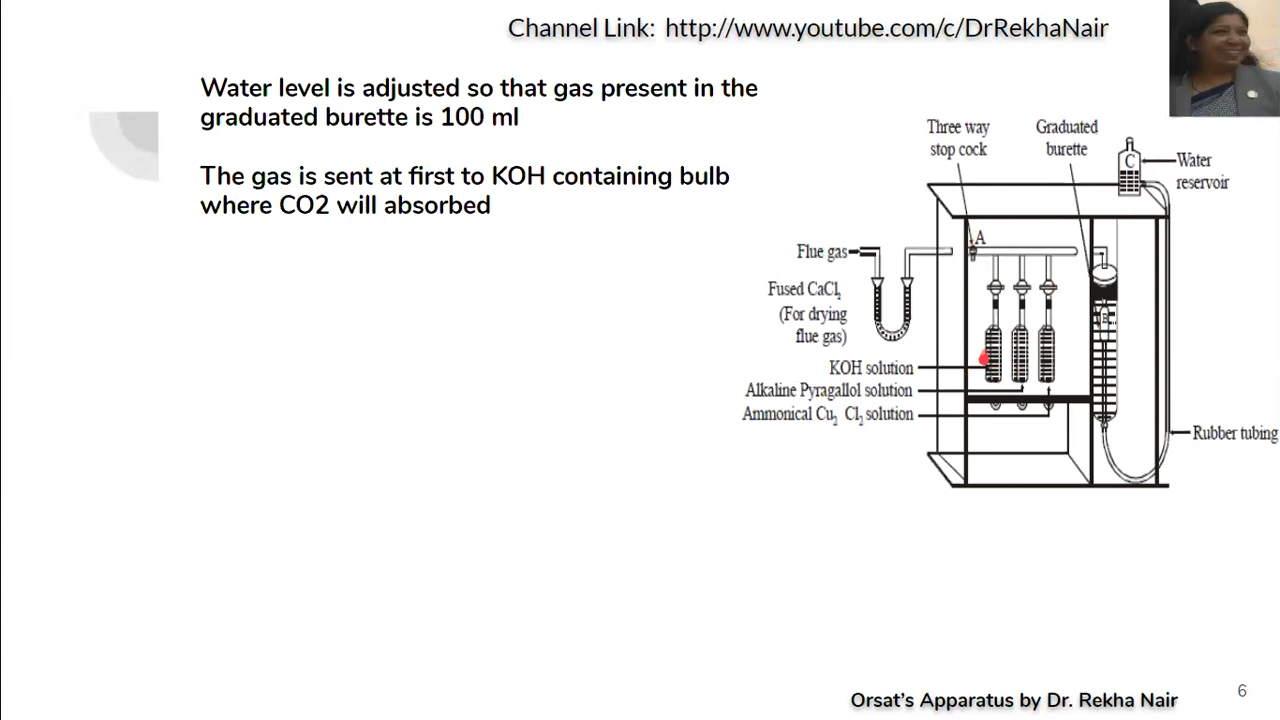 Channel Link: http://www.youtube.com/c/DrRekhaNair
Water level is adjusted so that gas present in the
graduated burette is 100 ml
The gas is sent at first to KOH containing bulb
where CO2 will absorbed
Three way
stop cock
Graduated
burette
C
Water
reservoir
A
Flue gas
Fused CaCl₂
(For drying
flue gas)
B
KOH solution
Alkaline Pyragallol solution
Ammonical Cu₂ Cl₂ solution
Rubber tubing
Orsat's Apparatus by Dr. Rekha Nair
6